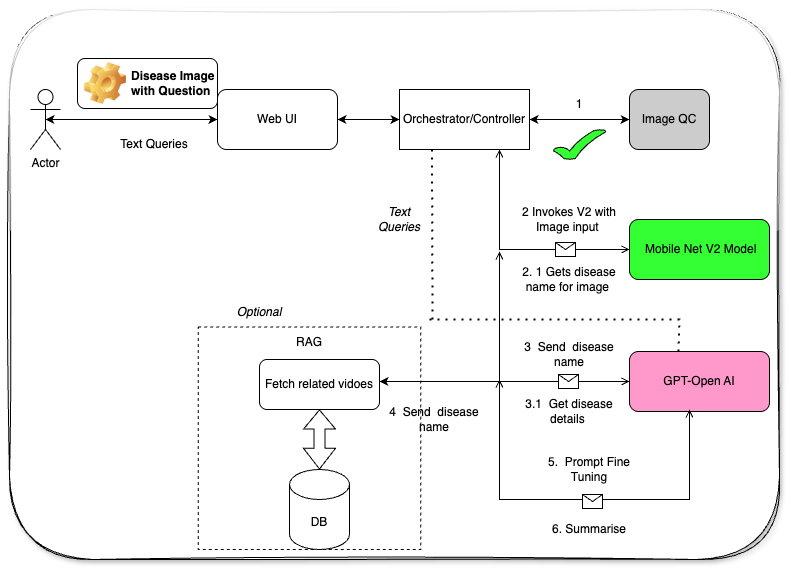 Disease Image
with Question
Web UI
Orchestrator/Controller
1
Image QC
Text Queries
Actor
Text
Queries
2 Invokes V2 with
Image input
Mobile Net V2 Model
2. 1 Gets disease
name for image
Optional
RAG
Fetch related vidoes
3 Send disease
name
GPT-Open AI
4 Send disease
name
3.1 Get disease
details
5. Prompt Fine
Tuning
DB
6. Summarise